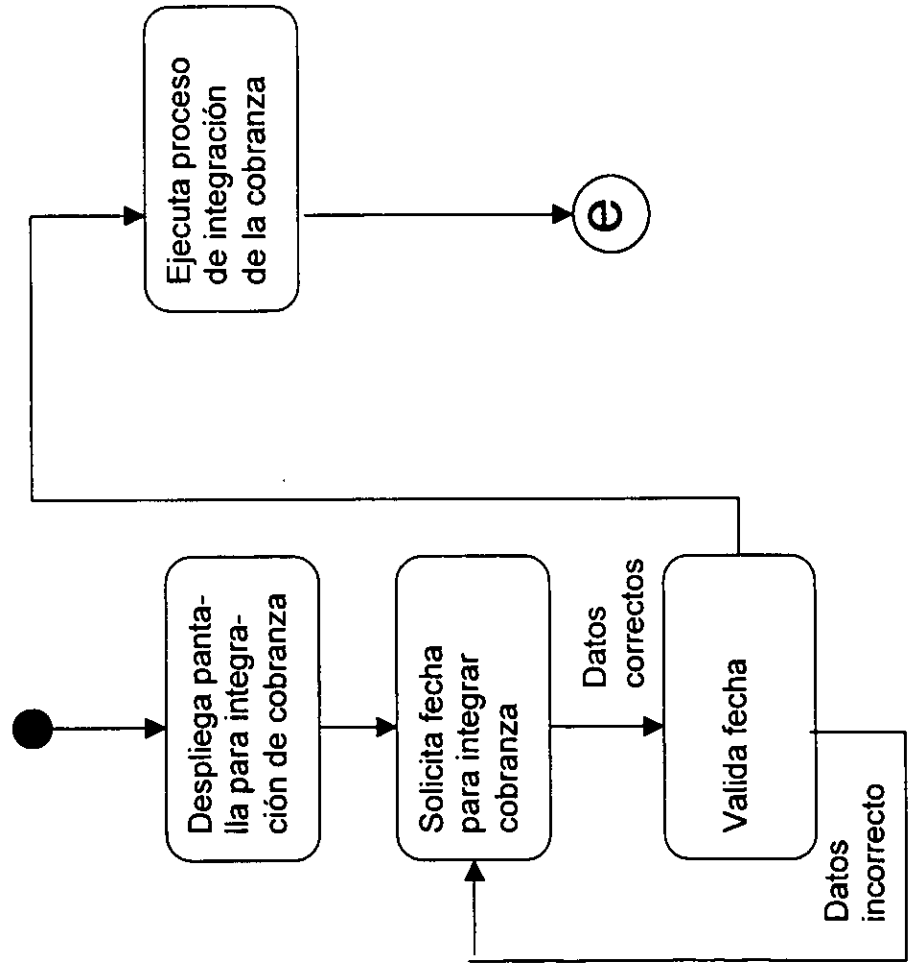 Despliega panta-
lla para integra-
ción de cobranza
Solicita fecha
para integrar
cobranza
Datos
correctos
Valida fecha
Datos
incorrecto
Ejecuta proceso
de integración
de la cobranza
e